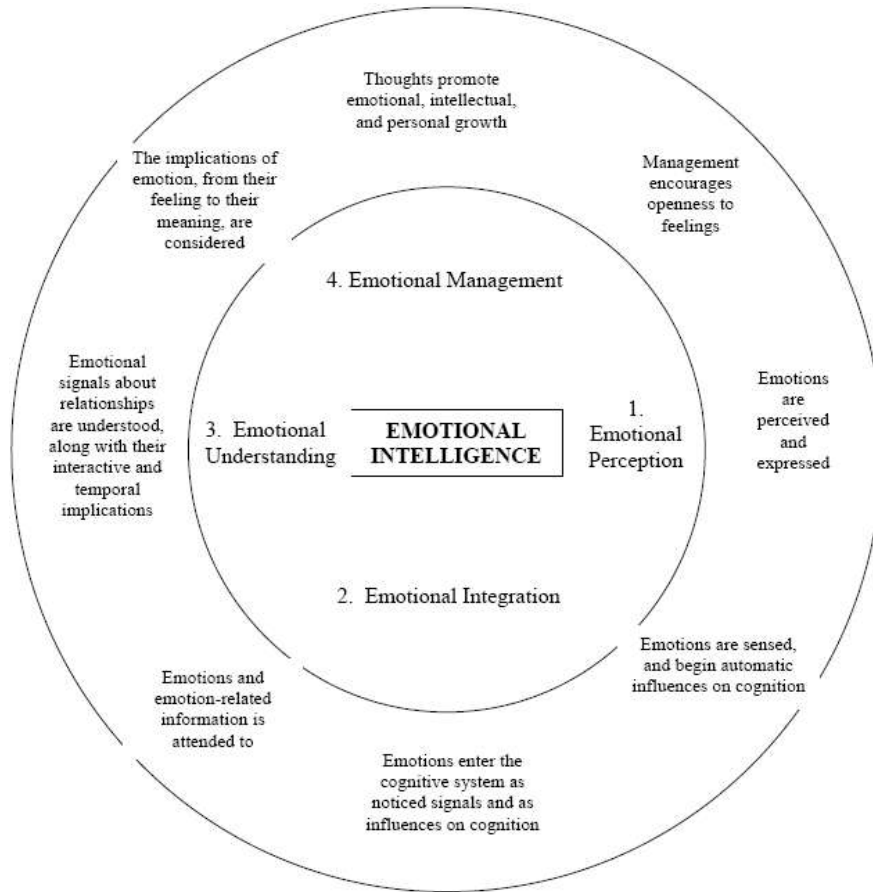 Thoughts promote
emotional, intellectual,
and personal growth
The implications of
emotion, from their
feeling to their
meaning, are
considered
Management
encourages
openness to
feelings
4. Emotional Management
Emotional
signals about
relationships
are understood,
along with their
interactive and
temporal
implications
3. Emotional
Understanding
EMOTIONAL
INTELLIGENCE
1.
Emotional
Perception
Emotions
are
perceived
and
expressed
2. Emotional Integration
Emotions are sensed,
and begin automatic
influences on cognition
Emotions and
emotion-related
information is
attended to
Emotions enter the
cognitive system as
noticed signals and as
influences on cognition